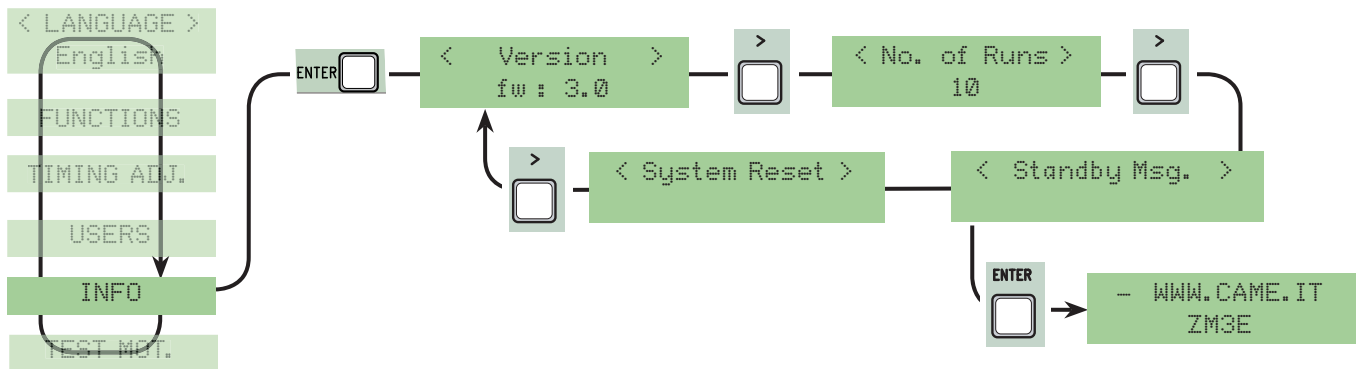 < LANGUAGE >
English
FUNCTIONS
TIMING ADJ.
USERS
INFO
TEST MOT.
ENTER
< Version >
fw: 3.0
>
< No. of Runs >
10
>
< Standby Msg. >
< System Reset >
>
ENTER
- WWW.CAME.IT
ZM3E